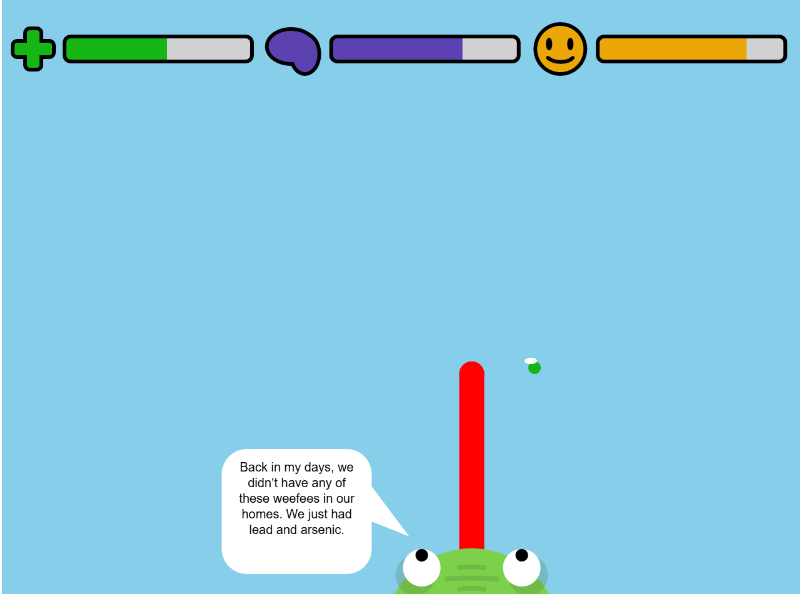 Back in my days, we
didn't have any of
these weefees in our
homes. We just had
lead and arsenic.